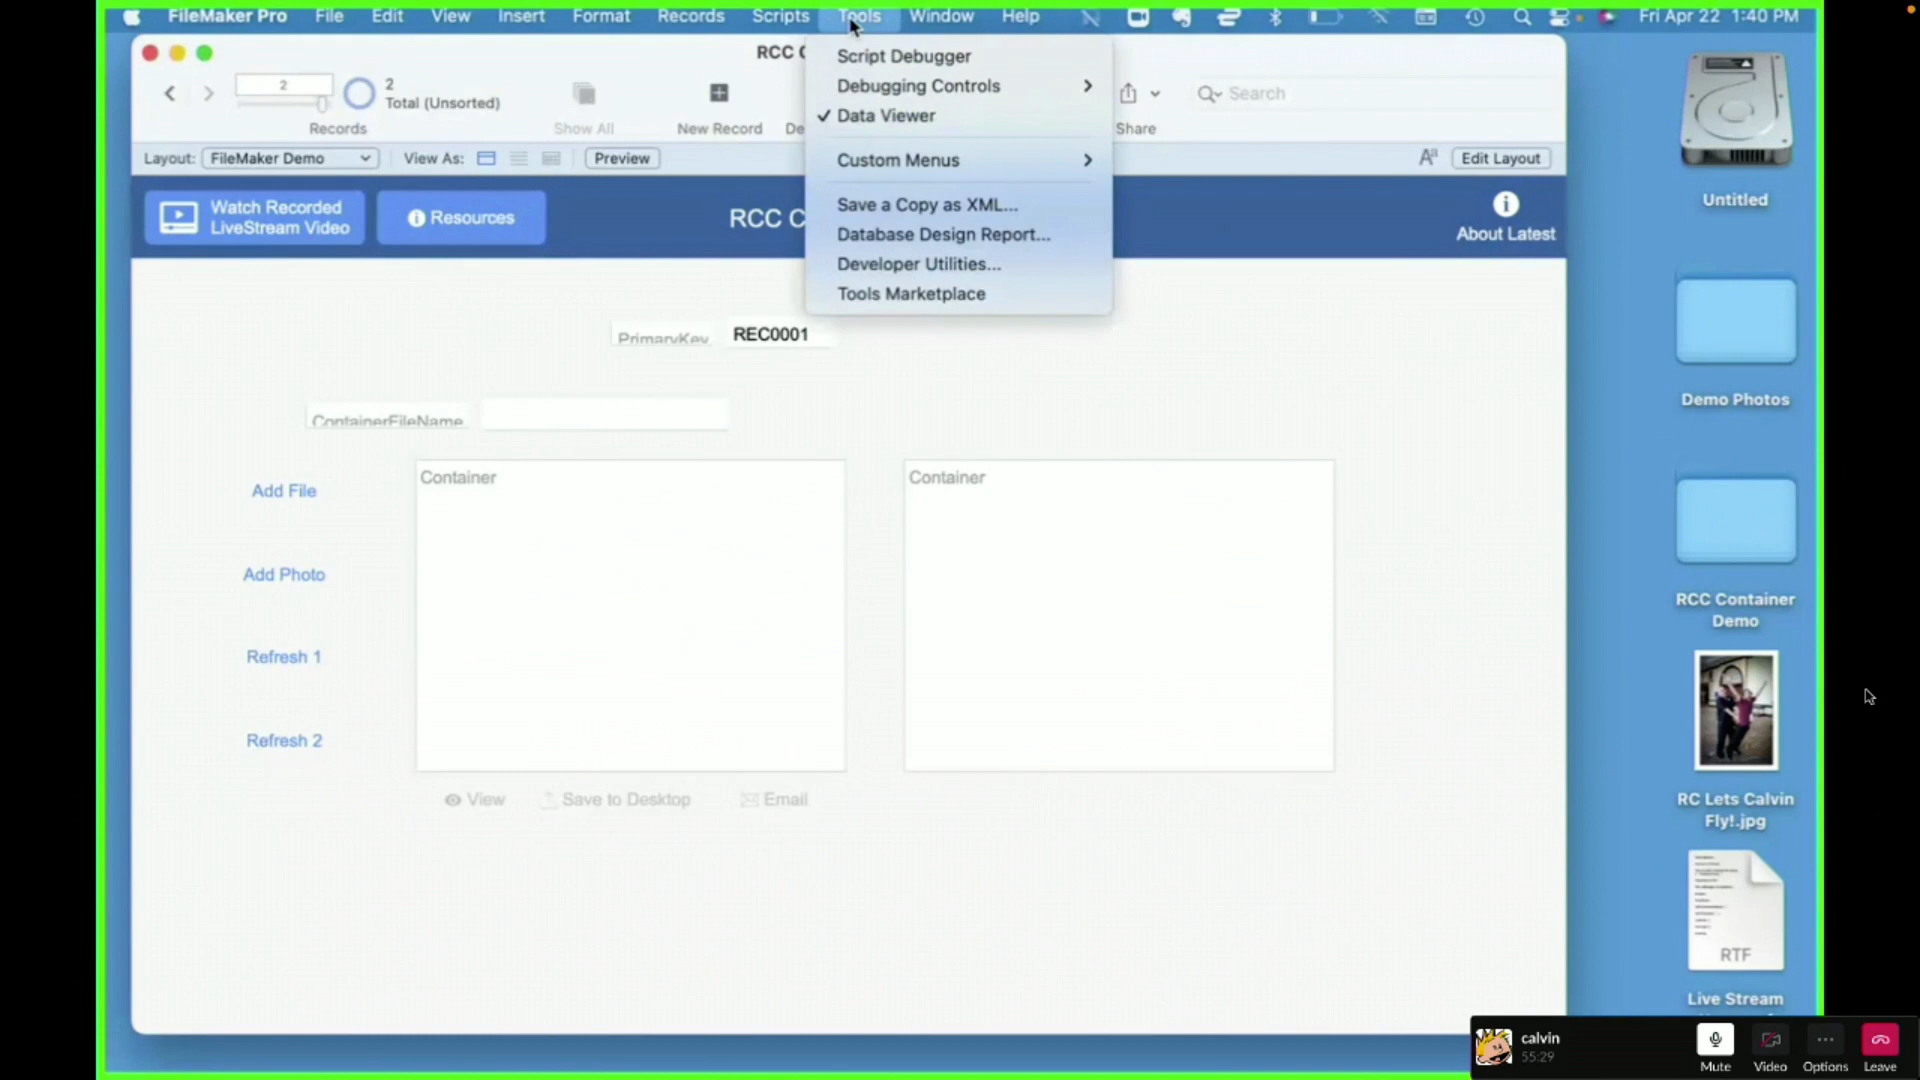 FileMaker Pro File Edit View Insert Format Records Scripts Tools Window Help Fri Apr 22 1:40 PM
RCC
2
2
Total (Unsorted)
Records
Show All
New Record
Share
Search
Layout: FileMaker Demo View As: Preview
Aa Edit Layout
Script Debugger
Debugging Controls
Data Viewer
Custom Menus
Save a Copy as XML...
Database Design Report...
Developer Utilities...
Tools Marketplace
Watch Recorded
LiveStream Video
Resources
RCC
About Latest
PrimaryKey REC0001
ContainerFileName
Container
Container
Add File
Add Photo
Refresh 1
Refresh 2
View Save to Desktop Email
Untitled
Demo Photos
RCC Container
Demo
RC Lets Calvin
Fly!.jpg
RTF
Live Stream
calvin
55:29
Mute Video Options Leave